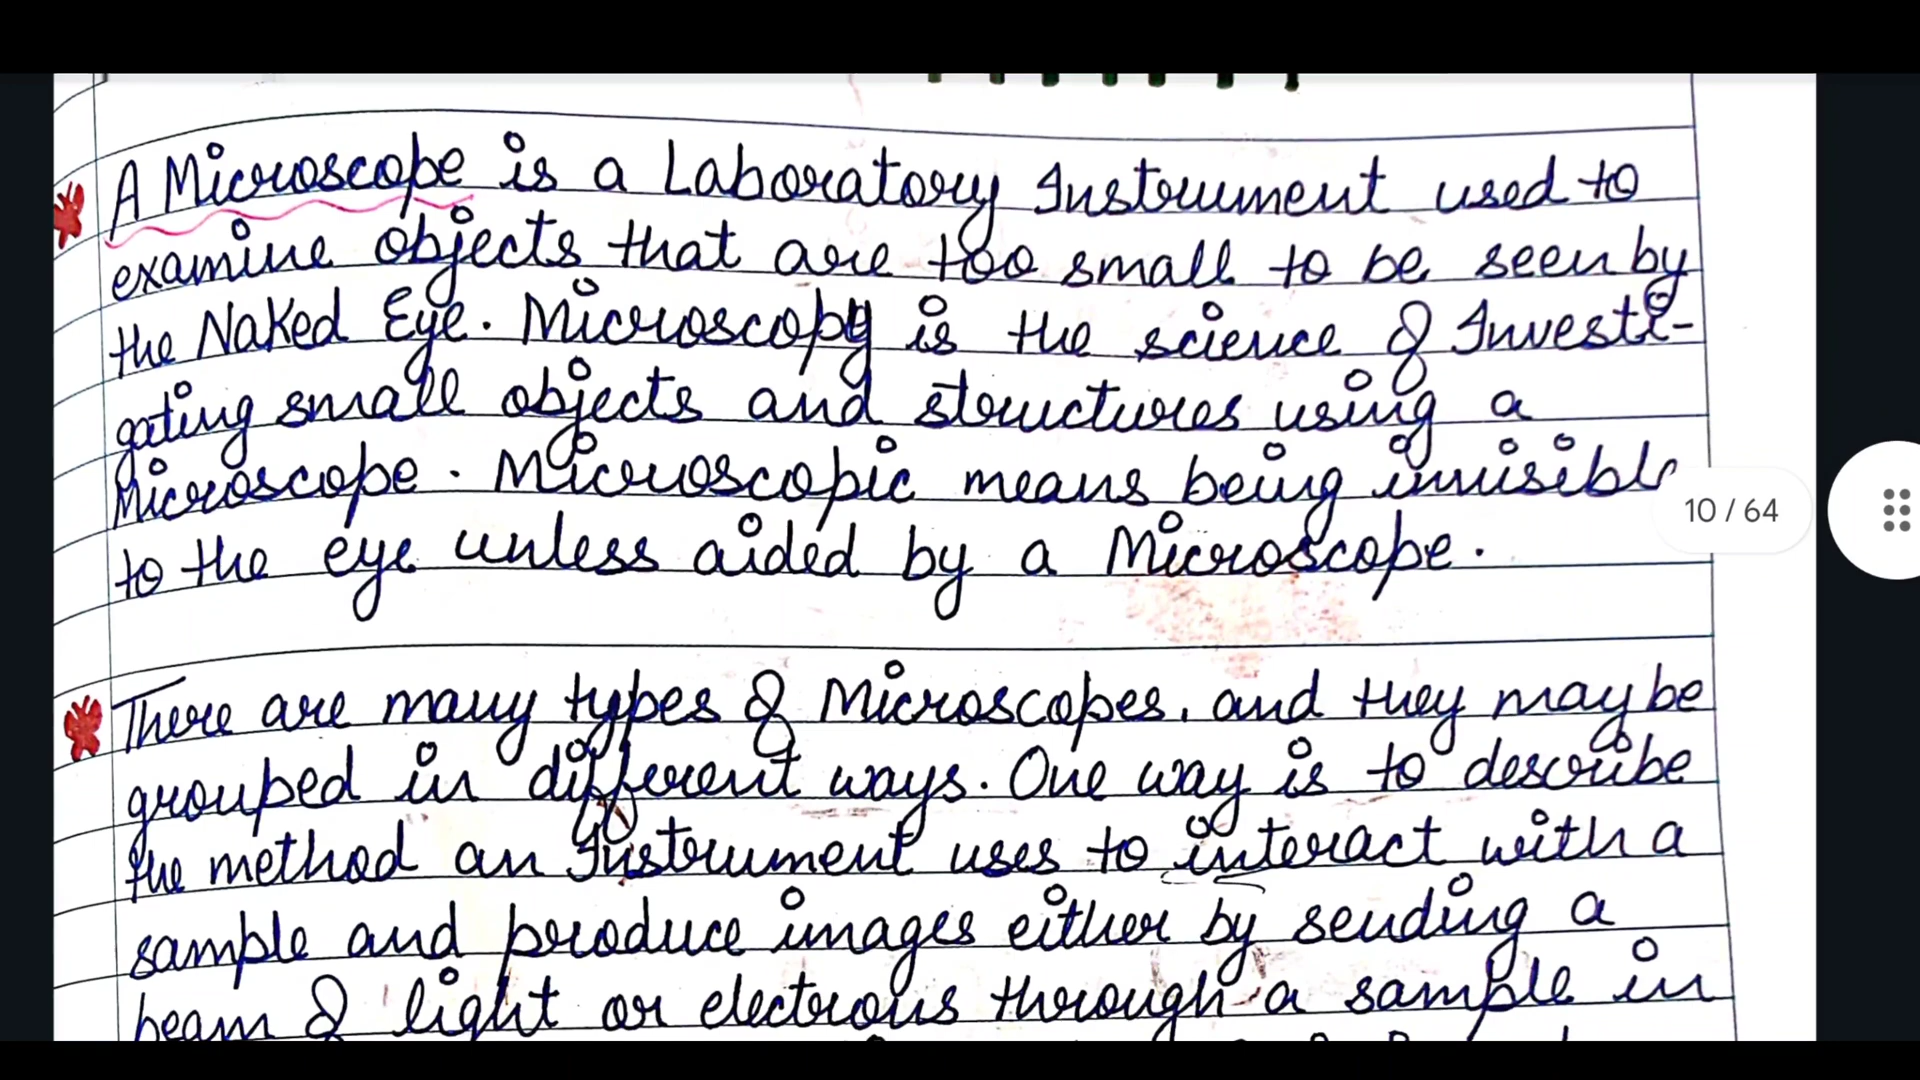 A Microscope is a Laboratory Instrument used to
examine objects that are too small to be seen by
the Naked Eye. Microscopy is the science of Investi-
gating small objects and structures using a
Microscope. Microscopic means being invisible
to the eye unless aided by a Microscope.
10 / 64
There are many types of Microscopes, and they may be
grouped in different ways. One way is to describe
the method an Instrument uses to interact with a
sample and produce images either by sending a
beam of light or electrons through a sample in